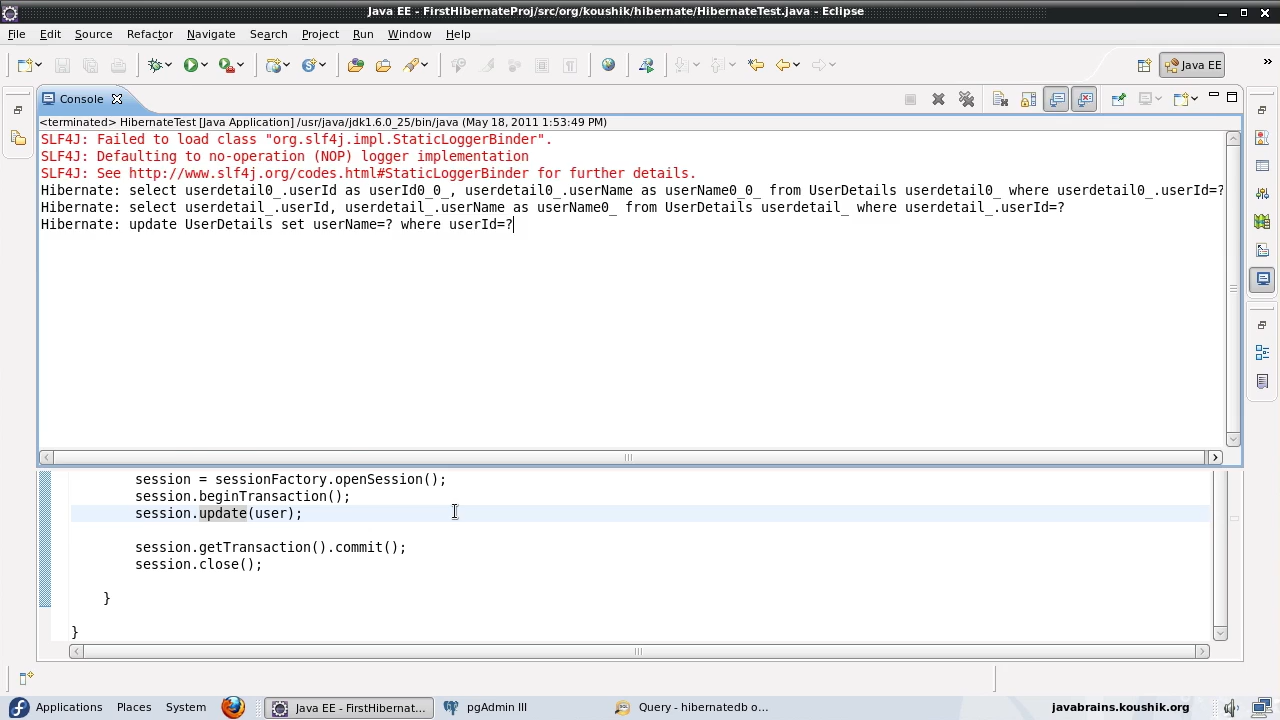 Java EE - FirstHibernateProj/src/org/koushik/hibernate/HibernateTest.java - Eclipse
File Edit Source Refactor Navigate Search Project Run Window Help
Java EE
Console
<terminated> HibernateTest [Java Application] /usr/java/jdk1.6.0_25/bin/java (May 18, 2011 1:53:49 PM)
SLF4J: Failed to load class "org.slf4j.impl.StaticLoggerBinder".
SLF4J: Defaulting to no-operation (NOP) logger implementation
SLF4J: See http://www.slf4j.org/codes.html#StaticLoggerBinder for further details.
Hibernate: select userdetail0_.userId as userId0_0_, userdetail0_.userName as userName0_0_ from UserDetails userdetail0_ where userdetail0_.userId=?
Hibernate: select userdetail_.userId, userdetail_.userName as userName0_ from UserDetails userdetail_ where userdetail_.userId=?
Hibernate: update UserDetails set userName=? where userId=?
session = sessionFactory.openSession();
session.beginTransaction();
session.update(user);
session.getTransaction().commit();
session.close();
}
}
Applications Places System Java EE - FirstHibernat... pgAdmin III Query - hibernatedb o... javabrains.koushik.org